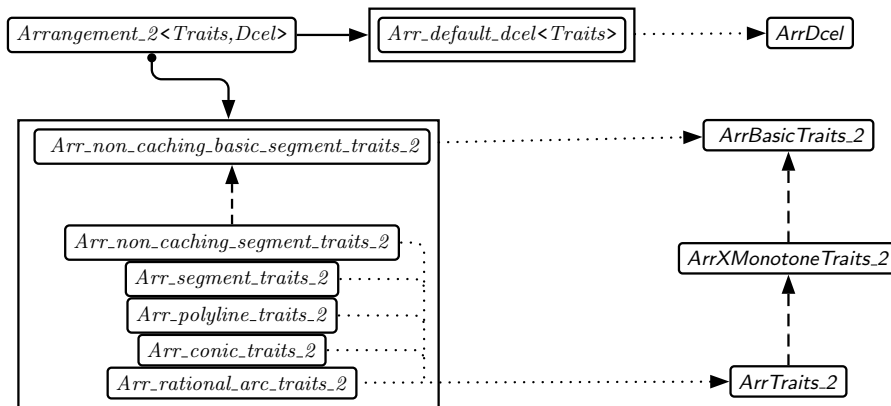 Arrangement_2<Traits,Dcel>
Arr_default_dcel<Traits>
ArrDcel
Arr_non_caching_basic_segment_traits_2
ArrBasicTraits_2
Arr_non_caching_segment_traits_2
ArrXMonotoneTraits_2
Arr_segment_traits_2
Arr_polyline_traits_2
Arr_conic_traits_2
Arr_rational_arc_traits_2
ArrTraits_2